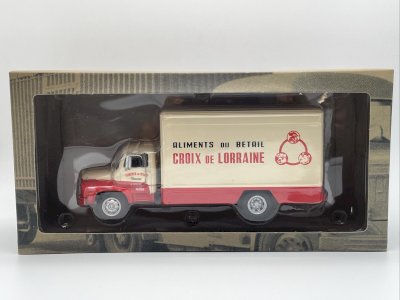 ALIMENTS DU BETAIL
CROIX DE LORRAINE